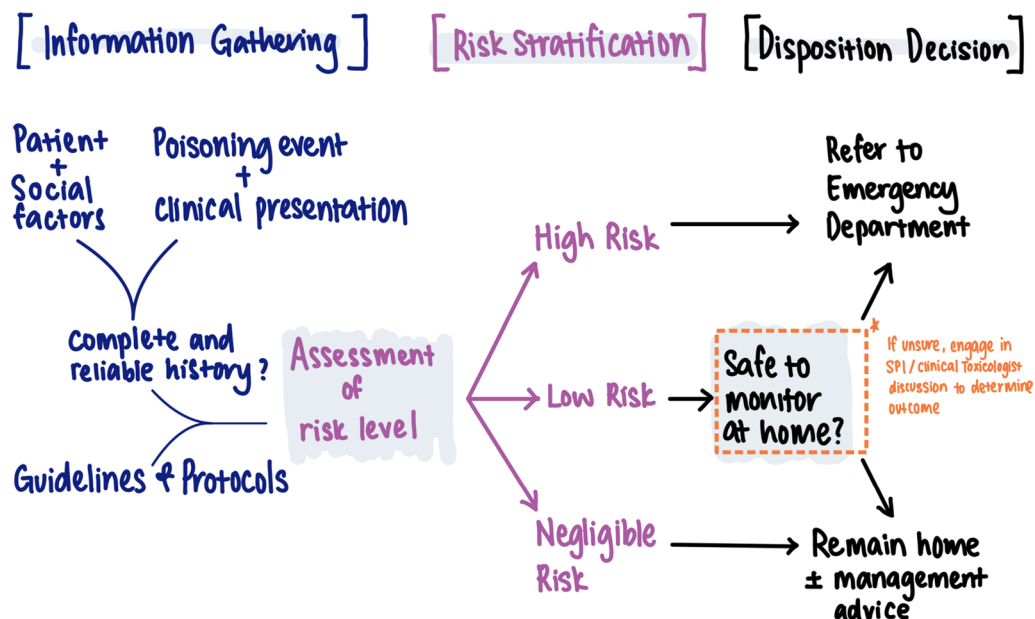 [Information Gathering]
[Risk Stratification]
[Disposition Decision]
Patient
+
Social
factors
Poisoning event
+
clinical presentation
complete and
reliable history?
Guidelines & Protocols
Assessment
of
risk level
High Risk
Low Risk
Negligible
Risk
Refer to
Emergency
Department
Safe to
monitor
at home?
*
If unsure, engage in
SPI/clinical Toxicologist
discussion to determine
outcome
Remain home
± management
advice